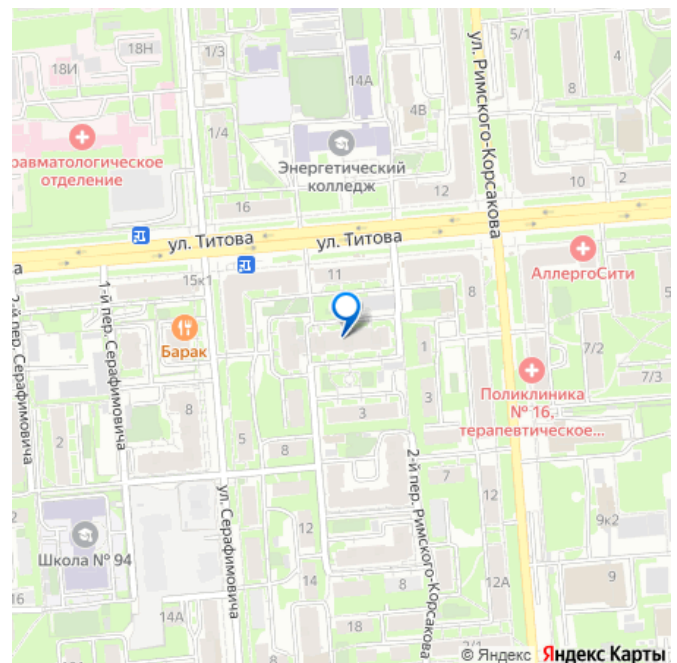 18Н
1/3
5/1
18И
14А
4
8
4В
ул. Римского-Корсакова
1/4
равматологическое
отделение
Энергетический
колледж
12
10
2
16
ул. Титова
ул. Титова
а
АллергоСити
11
15к1
8
5
2-й пер. Серафимовича
1-й пер. Серафимовича
Барак
1
7/2
7/3
Поликлиника
№ 16,
терапевтическое...
8
3
3
2
5
8
7
12
2-й пер. Римского-Корсакова
ул. Серафимовича
9к2
12
Школа № 94
14
8
12А
9
16
18
2/1
© Яндекс Яндекс Карты